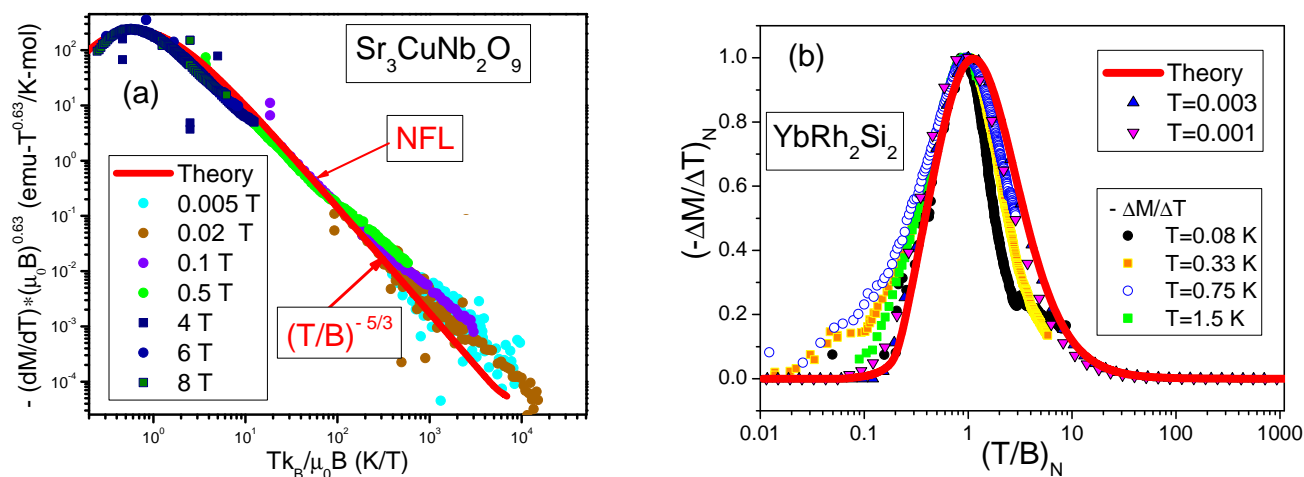 - (dM/dT)*(μ₀B)^0.63 (emu-T^0.63/K-mol)
10²
10¹
10⁰
10⁻¹
10⁻²
10⁻³
10⁻⁴
Sr₃CuNb₂O₉
(a)
NFL
(T/B)^-5/3
Theory
0.005 T
0.02 T
0.1 T
0.5 T
4 T
6 T
8 T
10⁰ 10¹ 10² 10³ 10⁴
Tk_B/μ₀B (K/T)
(-ΔM/ΔT)_N
1.0
0.8
0.6
0.4
0.2
0.0
(b)
YbRh₂Si₂
Theory
T=0.003
T=0.001
- ΔM/ΔT
T=0.08 K
T=0.33 K
T=0.75 K
T=1.5 K
0.01 0.1 1 10 100 1000
(T/B)_N